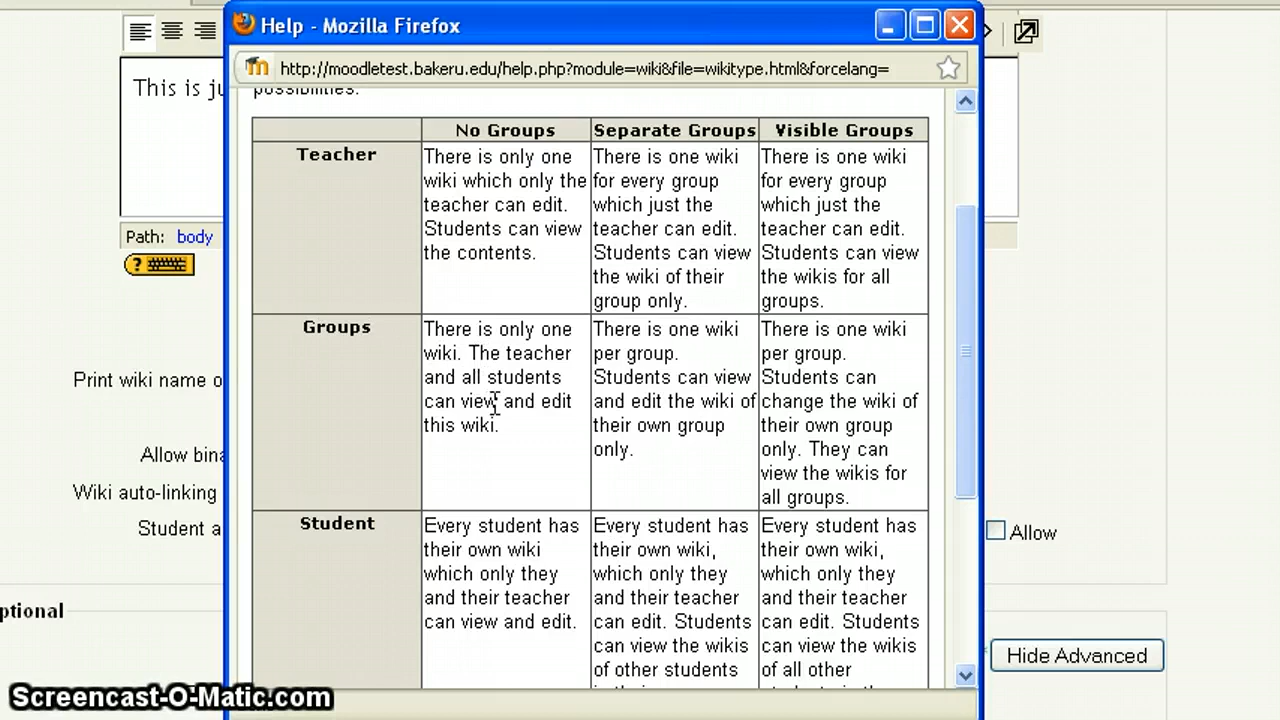 Help - Mozilla Firefox
http://moodletest.bakeru.edu/help.php?module=wiki&file=wikitype.html&forcelang=
This is ju
possibilities.
No Groups Separate Groups Visible Groups
Teacher
There is only one
wiki which only the
teacher can edit.
Students can view
the contents.
There is one wiki
for every group
which just the
teacher can edit.
Students can view
the wiki of their
group only.
There is one wiki
for every group
which just the
teacher can edit.
Students can view
the wikis for all
groups.
Groups
There is only one
wiki. The teacher
and all students
can view and edit
this wiki.
There is one wiki
per group.
Students can view
and edit the wiki of
their own group
only.
There is one wiki
per group.
Students can
change the wiki of
their own group
only. They can
view the wikis for
all groups.
Student
Every student has
their own wiki
which only they
and their teacher
can view and edit.
Every student has
their own wiki,
which only they
and their teacher
can edit. Students
can view the wikis
of other students
Every student has
their own wiki,
which only they
and their teacher
can edit. Students
can view the wikis
of all other
Path: body
?
Print wiki name o
Allow bina
Wiki auto-linking
Student a
Allow
ptional
Hide Advanced
Screencast-O-Matic.com